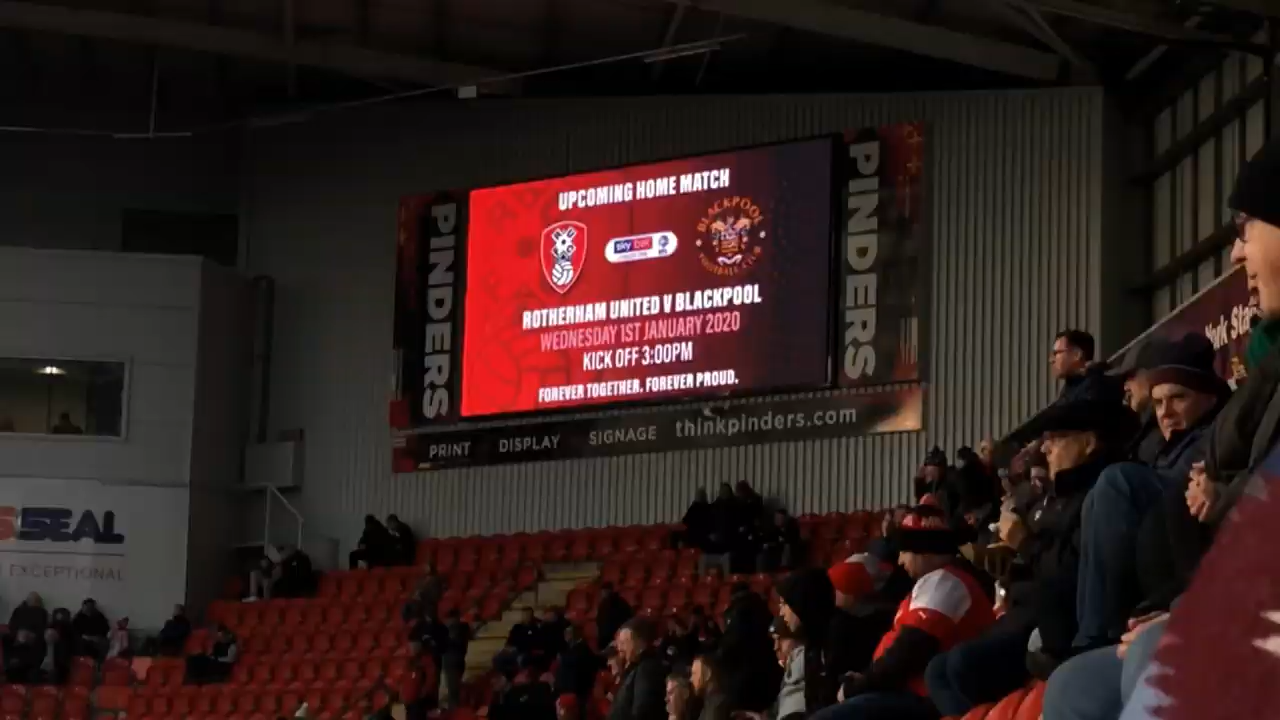 UPCOMING HOME MATCH
BLACKPOOL
FOOTBALL CLUB
sky bet
ROTHERHAM UNITED V BLACKPOOL
WEDNESDAY 1ST JANUARY 2020
KICK OFF 3:00PM
FOREVER TOGETHER. FOREVER PROUD.
PINDERS
PINDERS
PRINT DISPLAY SIGNAGE thinkpinders.com
SEAL
EXCEPTIONAL
York